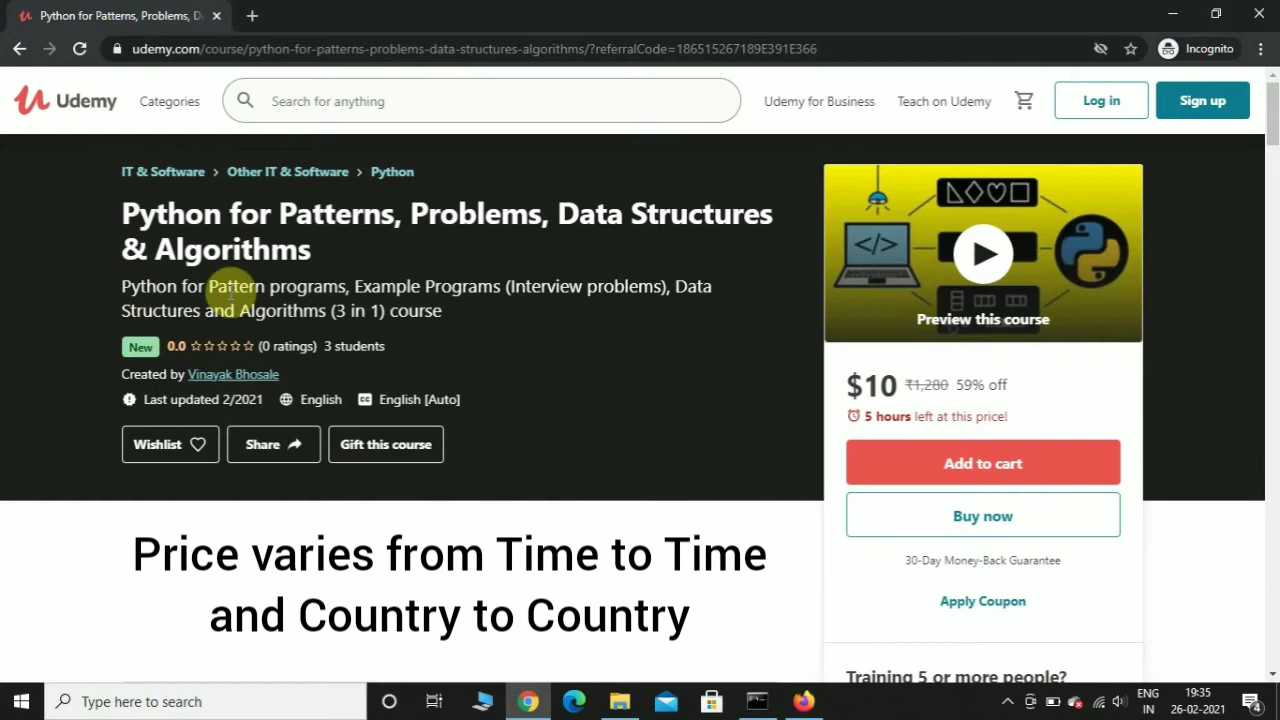 Python for Patterns, Problems, D
udemy.com/course/python-for-patterns-problems-data-structures-algorithms/?referralCode=186515267189E391E366
Incognito
Udemy
Categories
Search for anything
Udemy for Business
Teach on Udemy
Log in
Sign up
IT & Software > Other IT & Software > Python
Python for Patterns, Problems, Data Structures
& Algorithms
Python for Pattern programs, Example Programs (Interview problems), Data
Structures and Algorithms (3 in 1) course
New 0.0 (0 ratings) 3 students
Created by Vinayak Bhosale
Last updated 2/2021 English CC English [Auto]
Wishlist
Share
Gift this course
</>
Preview this course
$10 ₹1,280 59% off
5 hours left at this price!
Add to cart
Buy now
30-Day Money-Back Guarantee
Apply Coupon
Training 5 or more people?
Price varies from Time to Time
and Country to Country
Type here to search
ENG
IN
19:35
26-02-2021
4